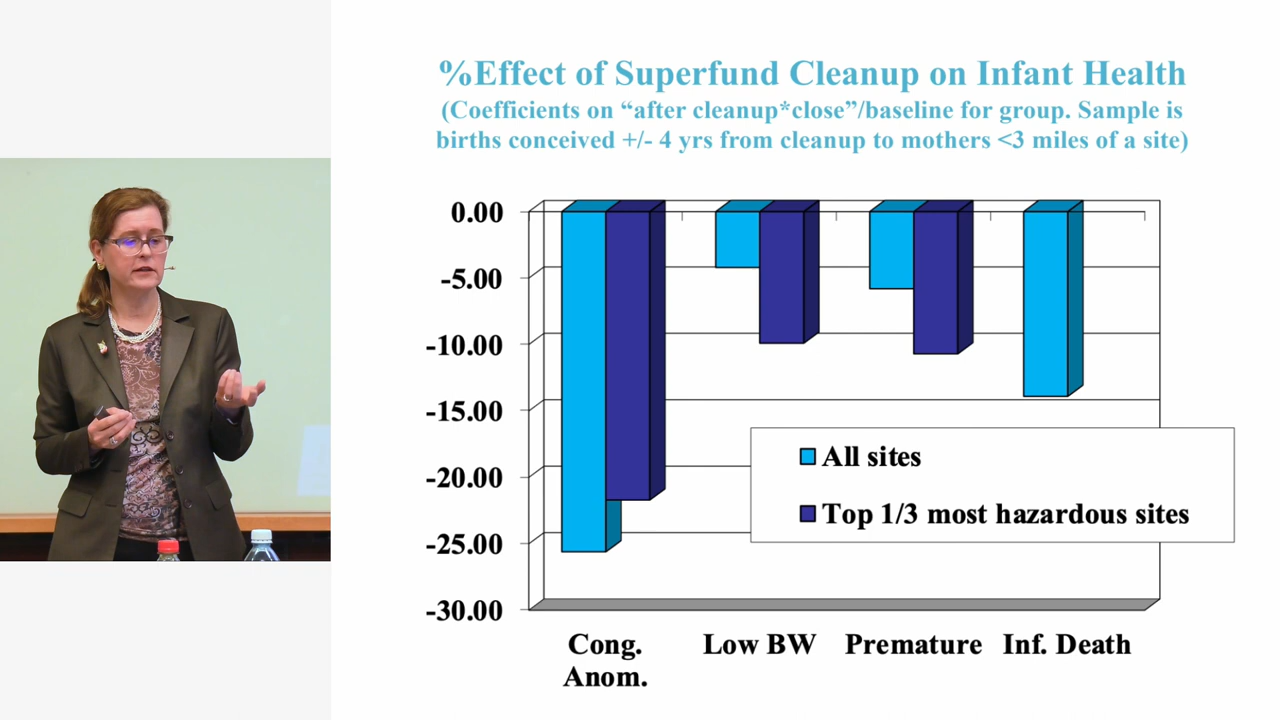 %Effect of Superfund Cleanup on Infant Health
(Coefficients on “after cleanup*close”/baseline for group. Sample is
births conceived +/- 4 yrs from cleanup to mothers <3 miles of a site)
0.00
-5.00
-10.00
-15.00
-20.00
-25.00
-30.00
All sites
Top 1/3 most hazardous sites
Cong.
Anom.
Low BW
Premature
Inf. Death